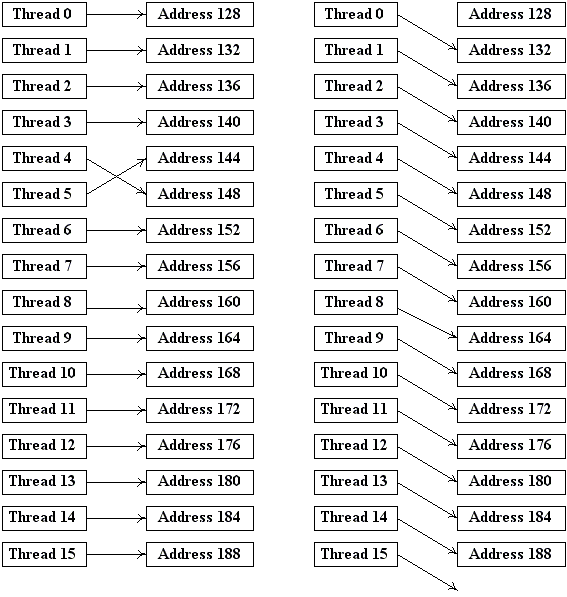 Thread 0 Address 128 Thread 0 Address 128
Thread 1 Address 132 Thread 1 Address 132
Thread 2 Address 136 Thread 2 Address 136
Thread 3 Address 140 Thread 3 Address 140
Thread 4 Address 144 Thread 4 Address 144
Thread 5 Address 148 Thread 5 Address 148
Thread 6 Address 152 Thread 6 Address 152
Thread 7 Address 156 Thread 7 Address 156
Thread 8 Address 160 Thread 8 Address 160
Thread 9 Address 164 Thread 9 Address 164
Thread 10 Address 168 Thread 10 Address 168
Thread 11 Address 172 Thread 11 Address 172
Thread 12 Address 176 Thread 12 Address 176
Thread 13 Address 180 Thread 13 Address 180
Thread 14 Address 184 Thread 14 Address 184
Thread 15 Address 188 Thread 15 Address 188